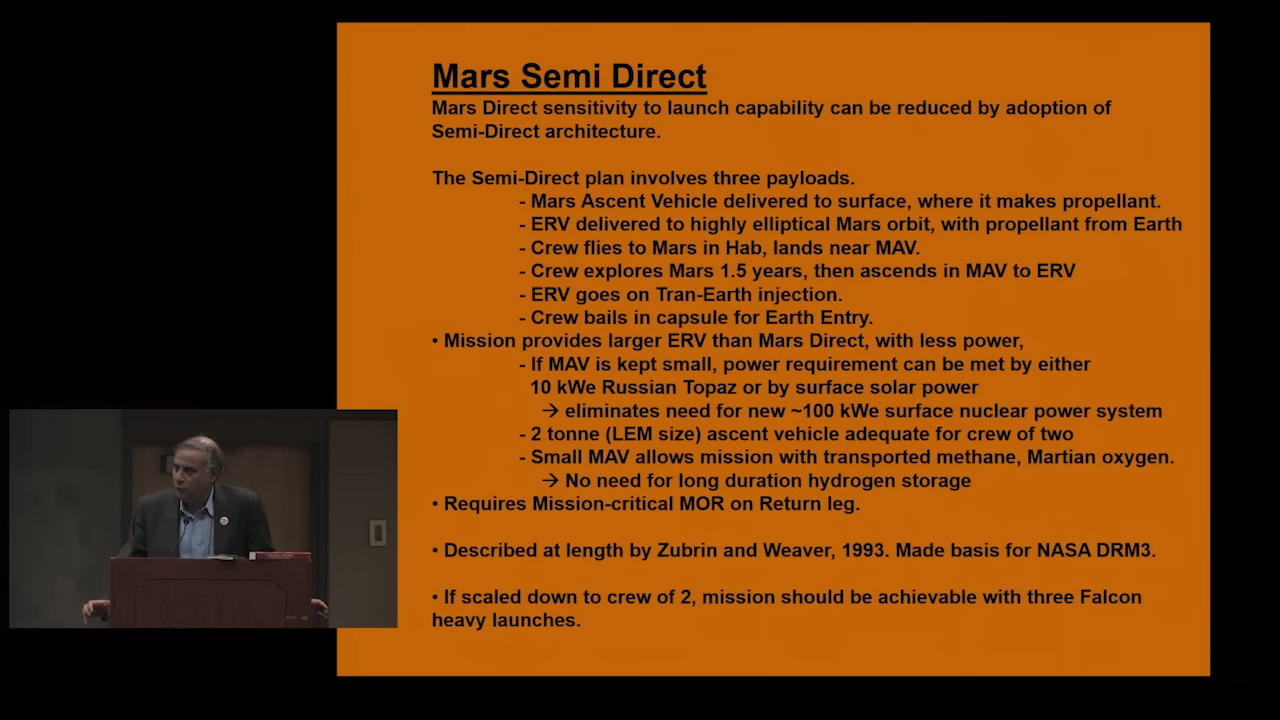 Mars Semi Direct
Mars Direct sensitivity to launch capability can be reduced by adoption of
Semi-Direct architecture.
The Semi-Direct plan involves three payloads.
- Mars Ascent Vehicle delivered to surface, where it makes propellant.
- ERV delivered to highly elliptical Mars orbit, with propellant from Earth
- Crew flies to Mars in Hab, lands near MAV.
- Crew explores Mars 1.5 years, then ascends in MAV to ERV
- ERV goes on Tran-Earth injection.
- Crew bails in capsule for Earth Entry.
• Mission provides larger ERV than Mars Direct, with less power,
- If MAV is kept small, power requirement can be met by either
10 kWe Russian Topaz or by surface solar power
→ eliminates need for new ~100 kWe surface nuclear power system
- 2 tonne (LEM size) ascent vehicle adequate for crew of two
- Small MAV allows mission with transported methane, Martian oxygen.
→ No need for long duration hydrogen storage
• Requires Mission-critical MOR on Return leg.
• Described at length by Zubrin and Weaver, 1993. Made basis for NASA DRM3.
• If scaled down to crew of 2, mission should be achievable with three Falcon
heavy launches.
CUA